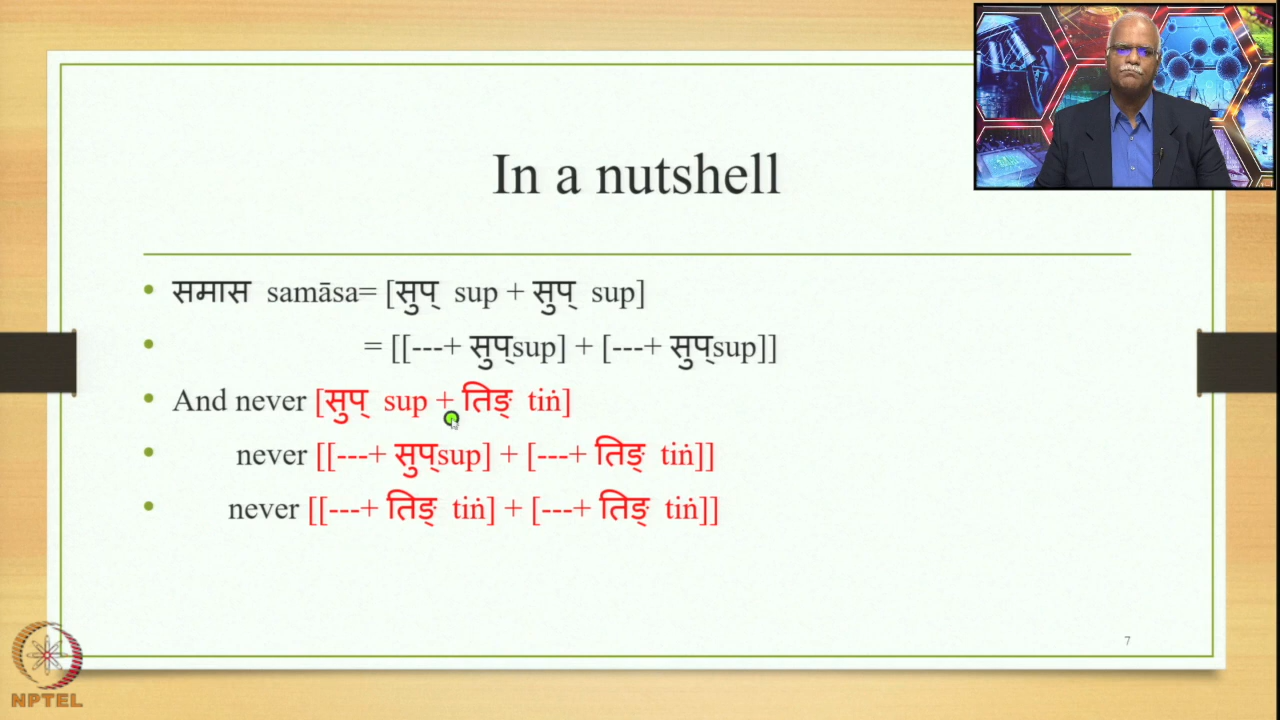 In a nutshell
• समास samāsa= [सुप् sup + सुप् sup]
• = [[---+ सुप्sup] + [---+ सुप्sup]]
• And never [सुप् sup + तिङ् tiṅ]
• never [[---+ सुप्sup] + [---+ तिङ् tiṅ]]
• never [[---+ तिङ् tiṅ] + [---+ तिङ् tiṅ]]
7
NPTEL